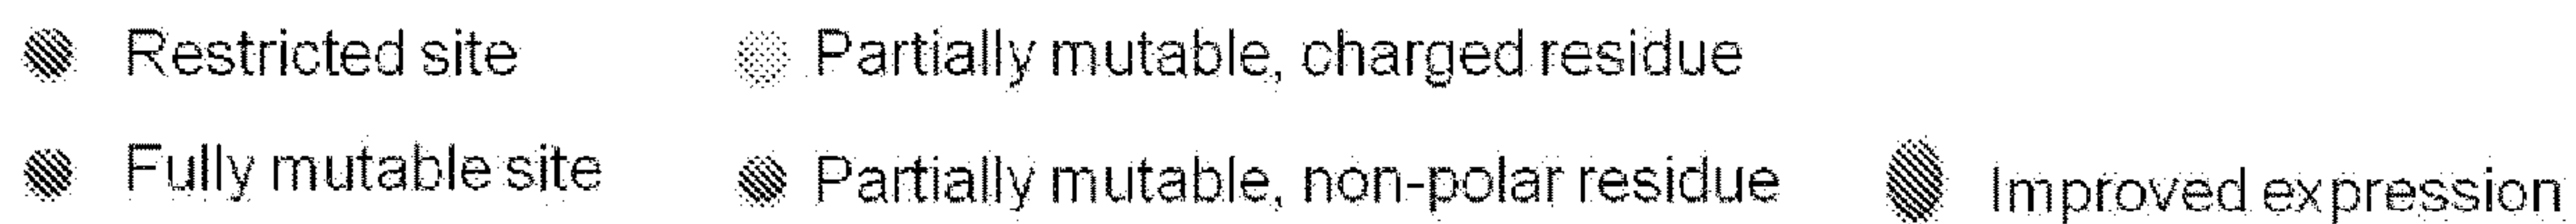 Restricted site
Partially mutable, charged residue
Fully mutable site
Partially mutable, non-polar residue
Improved expression